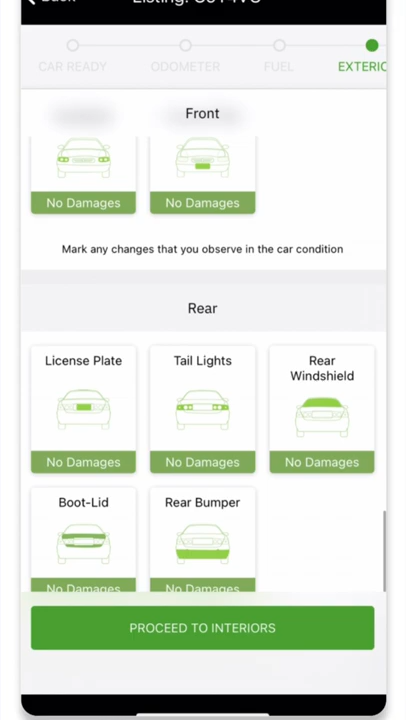 CAR READY
ODOMETER
FUEL
EXTERIO
Front
No Damages
No Damages
Mark any changes that you observe in the car condition
Rear
License Plate
Tail Lights
Rear Windshield
No Damages
No Damages
No Damages
Boot-Lid
Rear Bumper
No Damages
No Damages
PROCEED TO INTERIORS